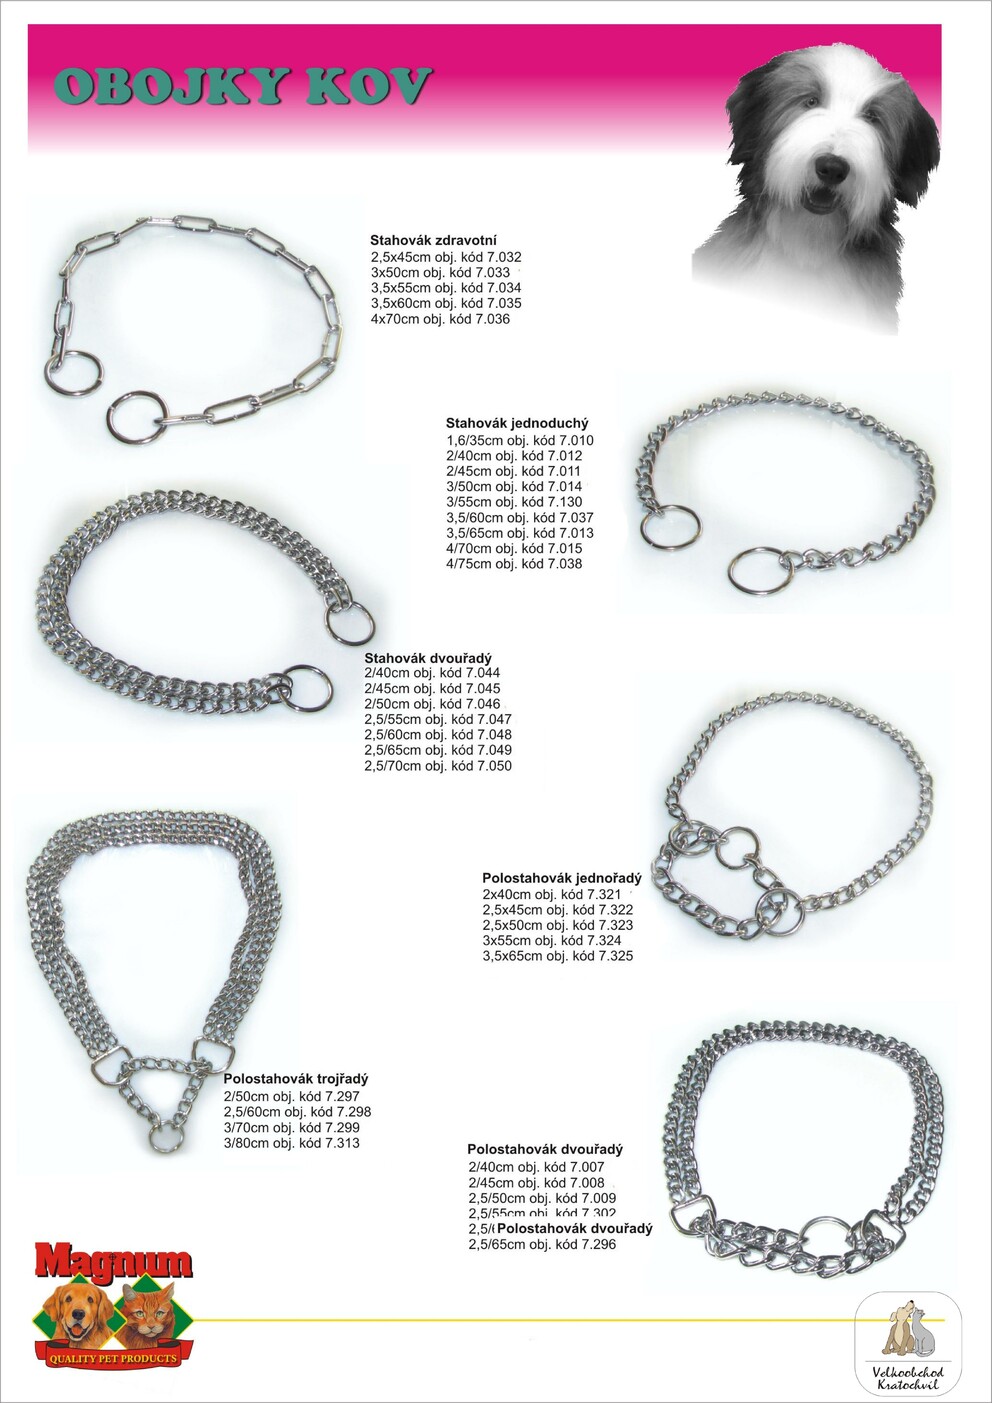 OBOJKY KOV
Stahovák zdravotní
2,5x45cm obj. kód 7.032
3x50cm obj. kód 7.033
3,5x55cm obj. kód 7.034
3,5x60cm obj. kód 7.035
4x70cm obj. kód 7.036
Stahovák jednoduchý
1,6/35cm obj. kód 7.010
2/40cm obj. kód 7.012
2/45cm obj. kód 7.011
3/50cm obj. kód 7.014
3/55cm obj. kód 7.130
3,5/60cm obj. kód 7.037
3,5/65cm obj. kód 7.013
4/70cm obj. kód 7.015
4/75cm obj. kód 7.038
Stahovák dvouřadý
2/40cm obj. kód 7.044
2/45cm obj. kód 7.045
2/50cm obj. kód 7.046
2,5/55cm obj. kód 7.047
2,5/60cm obj. kód 7.048
2,5/65cm obj. kód 7.049
2,5/70cm obj. kód 7.050
Polostahovák jednořadý
2x40cm obj. kód 7.321
2,5x45cm obj. kód 7.322
2,5x50cm obj. kód 7.323
3x55cm obj. kód 7.324
3,5x65cm obj. kód 7.325
Polostahovák trojřadý
2/50cm obj. kód 7.297
2,5/60cm obj. kód 7.298
3/70cm obj. kód 7.299
3/80cm obj. kód 7.313
Polostahovák dvouřadý
2/40cm obj. kód 7.007
2/45cm obj. kód 7.008
2,5/50cm obj. kód 7.009
2,5/55cm obj. kód 7.302
Polostahovák dvouřadý
2,5/65cm obj. kód 7.296
Magnum
QUALITY PET PRODUCTS
Velkoobchod
Kratochvíl